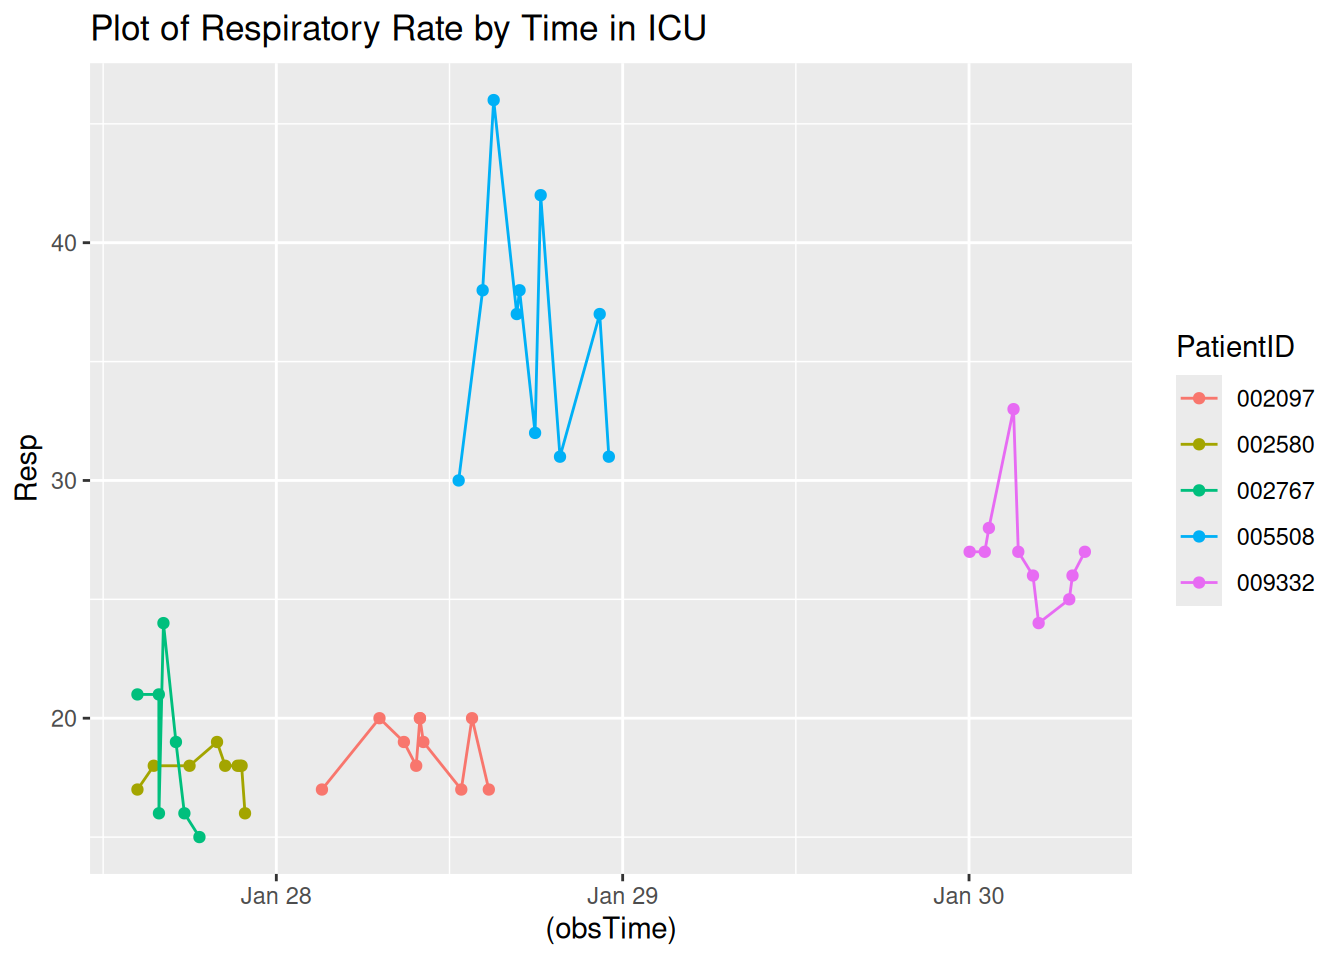 Plot of Respiratory Rate by Time in ICU
Resp
40
30
20
Jan 28
Jan 29
Jan 30
(obsTime)
PatientID
002097
002580
002767
005508
009332